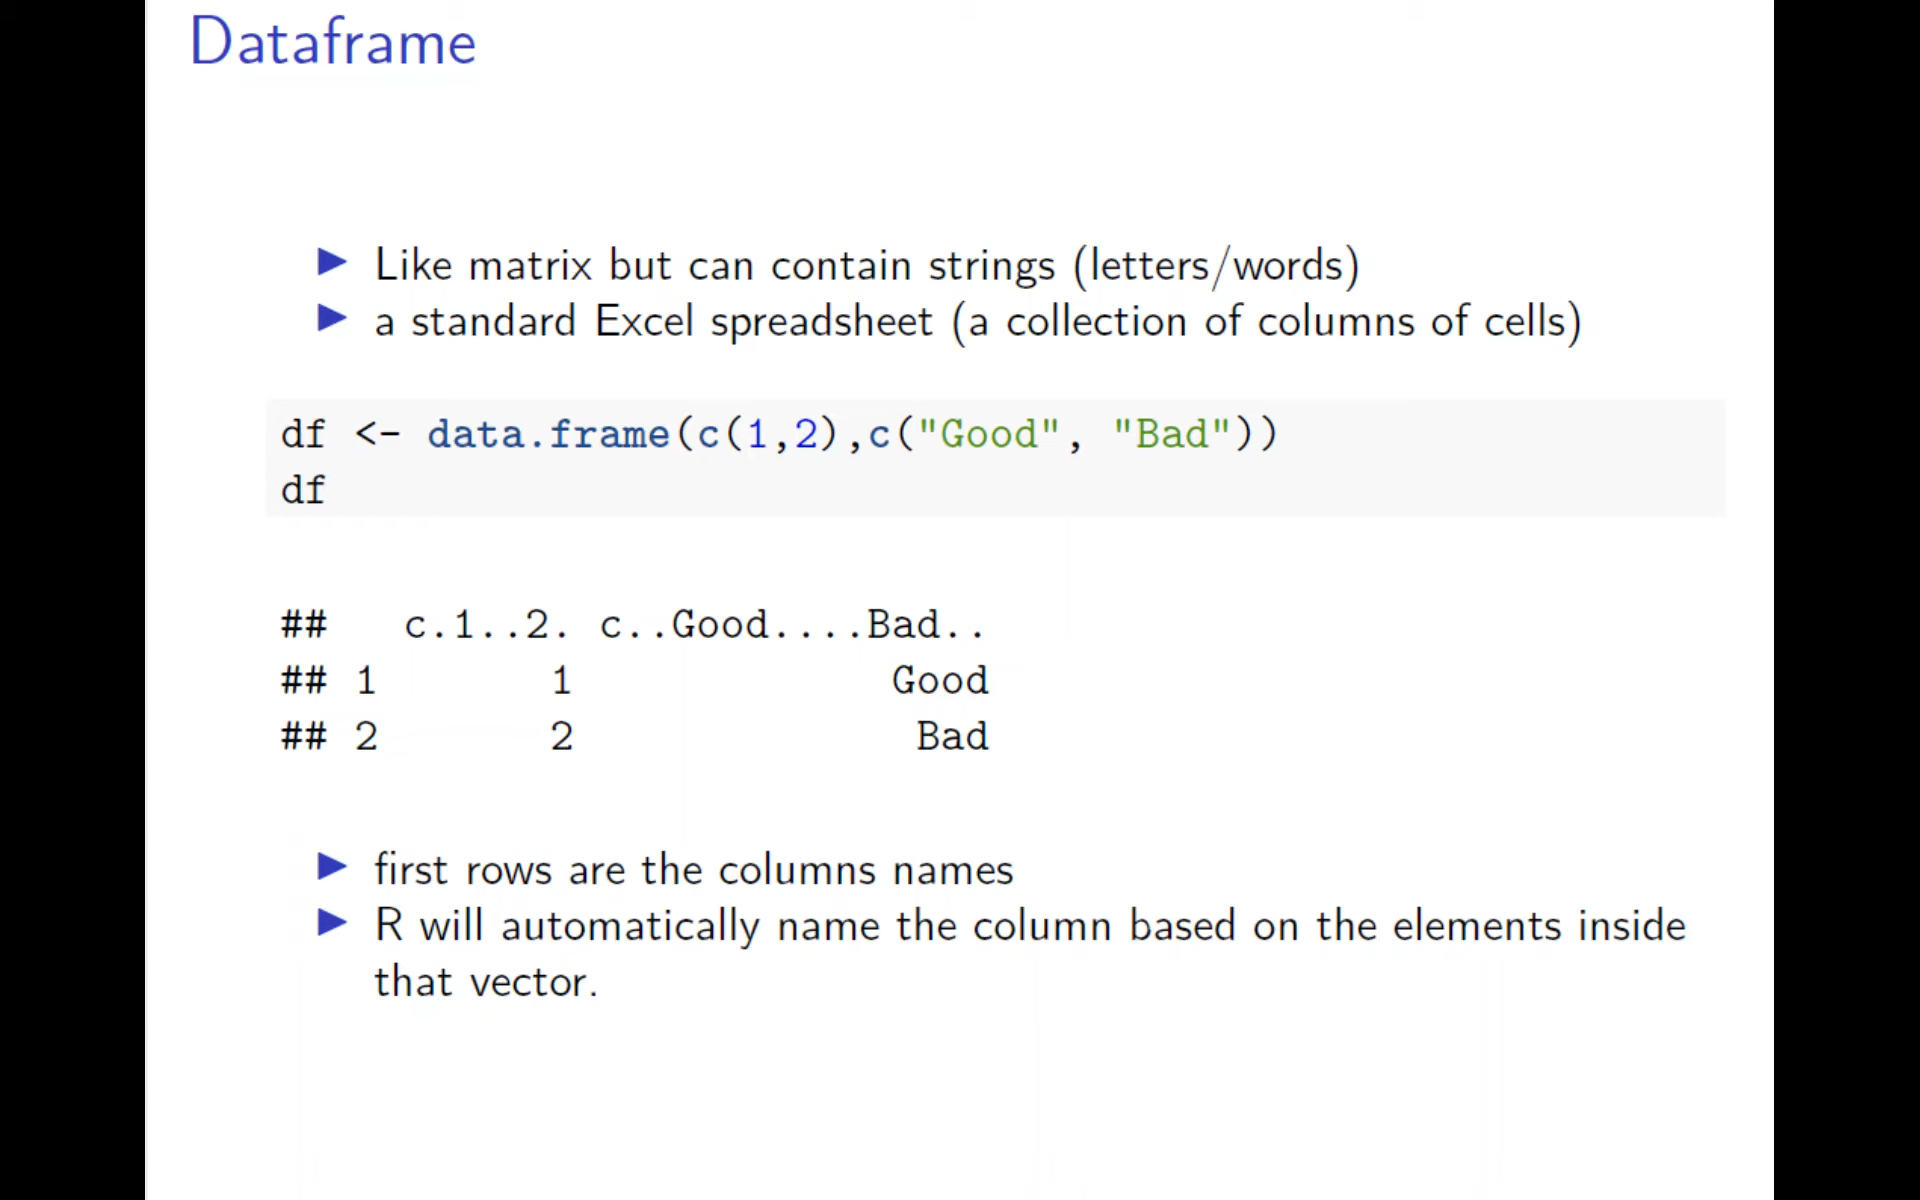 Dataframe
Like matrix but can contain strings (letters/words)
a standard Excel spreadsheet (a collection of columns of cells)
df <- data.frame(c(1,2),c("Good", "Bad"))
df
##   c.1..2. c..Good....Bad..
## 1       1             Good
## 2       2              Bad
first rows are the columns names
R will automatically name the column based on the elements inside
that vector.